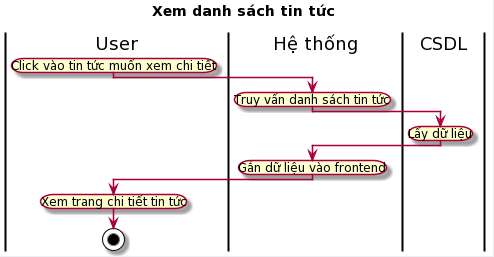 Xem danh sách tin tức
User
Hệ thống
CSDL
Click vào tin tức muốn xem chi tiết
Truy vấn danh sách tin tức
Lấy dữ liệu
Gán dữ liệu vào frontend
Xem trang chi tiết tin tức